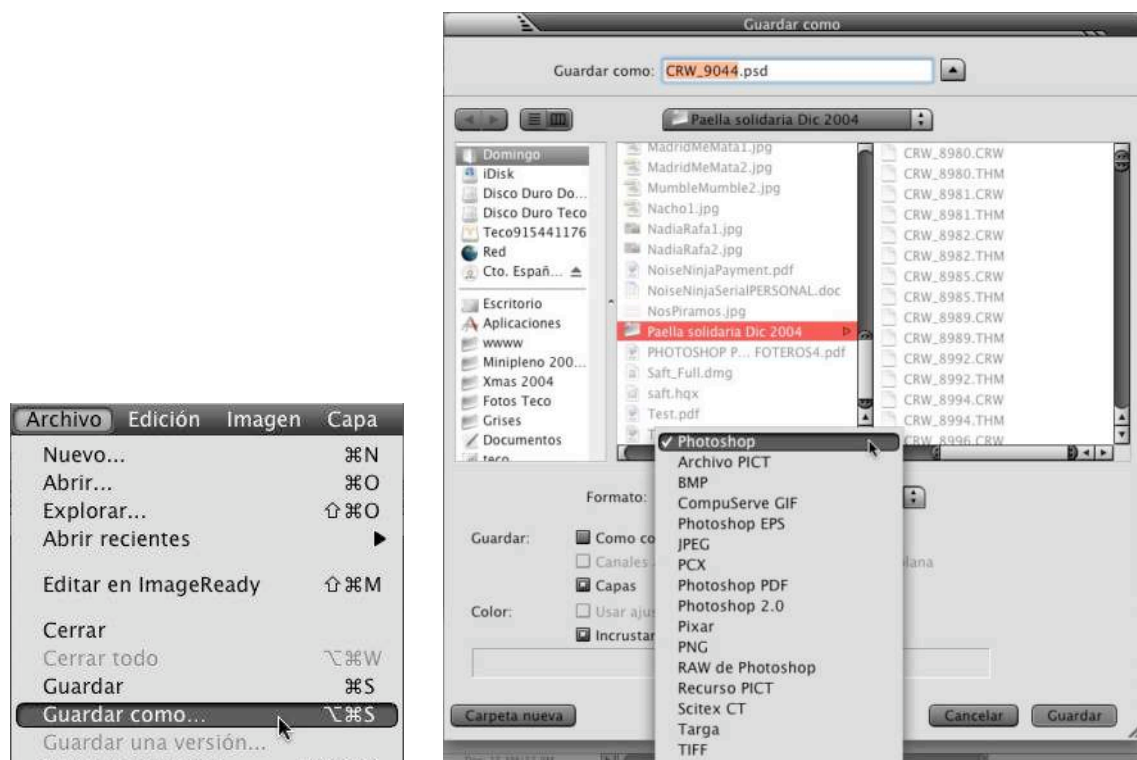 Archivo Edición Imagen Capa
Nuevo... ⌘N
Abrir... ⌘O
Explorar... ⇧⌘O
Abrir recientes
Editar en ImageReady ⇧⌘M
Cerrar
Cerrar todo ⌥⌘W
Guardar ⌘S
Guardar como... ⌥⌘S
Guardar una versión...
Guardar como
Guardar como: CRW_9044.psd
Paella solidaria Dic 2004
Domingo
iDisk
Disco Duro Do...
Disco Duro Teco
Teco915441176
Red
Cto. Españ...
Escritorio
Aplicaciones
wwww
Minipleno 200...
Xmas 2004
Fotos Teco
Grises
Documentos
teco
MadridMeMata1.jpg
MadridMeMata2.jpg
MumbleMumble2.jpg
Nacho1.jpg
NadiaRafa1.jpg
NadiaRafa2.jpg
NoiseNinjaPayment.pdf
NoiseNinjaSerialPERSONAL.doc
NosPiramos.jpg
Paella solidaria Dic 2004
PHOTOSHOP P... FOTEROS4.pdf
Saft_Full.dmg
saft.hqx
Test.pdf
T
CRW_8980.CRW
CRW_8980.THM
CRW_8981.CRW
CRW_8981.THM
CRW_8982.CRW
CRW_8982.THM
CRW_8985.CRW
CRW_8985.THM
CRW_8989.CRW
CRW_8989.THM
CRW_8992.CRW
CRW_8992.THM
CRW_8994.CRW
CRW_8994.THM
CRW_8996.CRW
Formato:
✓ Photoshop
Archivo PICT
BMP
CompuServe GIF
Photoshop EPS
JPEG
PCX
Photoshop PDF
Photoshop 2.0
Pixar
PNG
RAW de Photoshop
Recurso PICT
Scitex CT
Targa
TIFF
Guardar: Como co
Canales lana
Capas
Color: Usar ajus
Incrustar
Carpeta nueva Cancelar Guardar